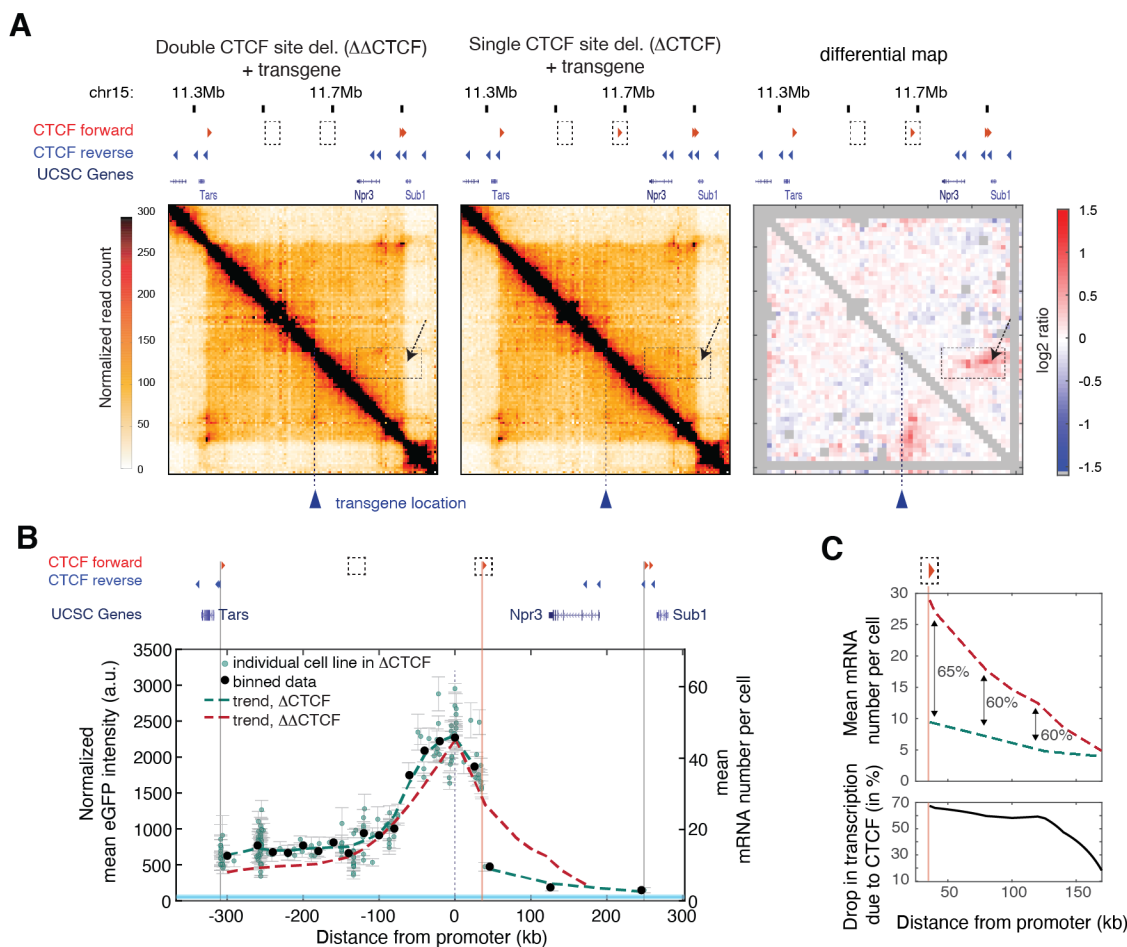 A
Double CTCF site del. (ΔΔCTCF)
+ transgene
Single CTCF site del. (ΔCTCF)
+ transgene
differential map
chr15:
11.3Mb
11.7Mb
11.3Mb
11.7Mb
11.3Mb
11.7Mb
CTCF forward
CTCF reverse
UCSC Genes
Tars
Npr3
Sub1
Tars
Npr3
Sub1
Tars
Npr3
Sub1
Normalized read count
300
250
200
150
100
50
0
log2 ratio
1.5
1
0.5
0
-0.5
-1
-1.5
transgene location
B
CTCF forward
CTCF reverse
UCSC Genes
Tars
Npr3
Sub1
Normalized
mean eGFP intensity (a.u.)
3500
3000
2500
2000
1500
1000
500
0
individual cell line in ΔCTCF
binned data
trend, ΔCTCF
trend, ΔΔCTCF
60
40
20
0
mean
mRNA number per cell
-300
-200
-100
0
100
200
300
Distance from promoter (kb)
C
Mean mRNA
number per cell
30
25
20
15
10
5
0
65%
60%
60%
Drop in transcription
due to CTCF (in %)
70
50
30
10
50
100
150
Distance from promoter (kb)